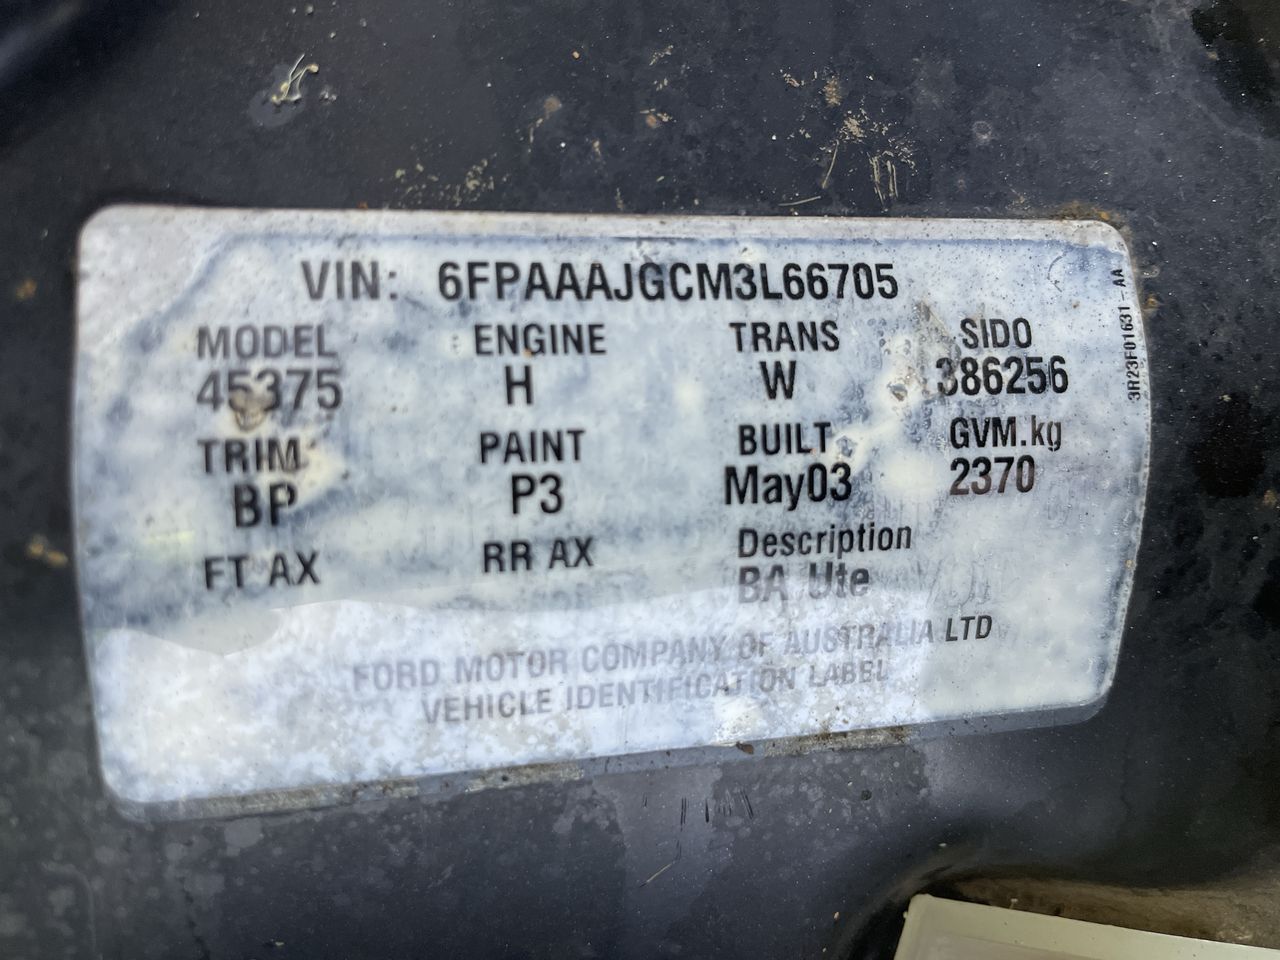 VIN: 6FPAAAJGCM3L66705
MODEL ENGINE TRANS SIDO
45375 H W 386256
TRIM PAINT BUILT GVM.kg
BP P3 May03 2370
FT AX RR AX Description
BA Ute
FORD MOTOR COMPANY OF AUSTRALIA LTD
VEHICLE IDENTIFICATION LABEL
3R23F01631-AA